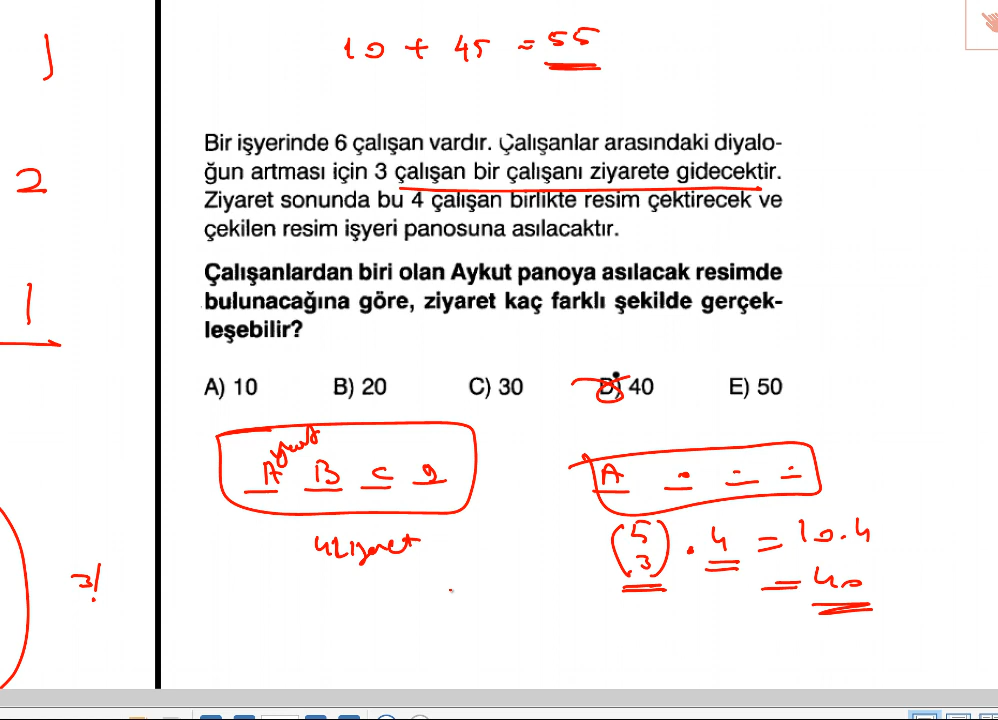 10 + 45 = 55
)
2
1
3!
Bir işyerinde 6 çalışan vardır. Çalışanlar arasındaki diyalo-
ğun artması için 3 çalışan bir çalışanı ziyarete gidecektir.
Ziyaret sonunda bu 4 çalışan birlikte resim çektirecek ve
çekilen resim işyeri panosuna asılacaktır.
Çalışanlardan biri olan Aykut panoya asılacak resimde
bulunacağına göre, ziyaret kaç farklı şekilde gerçek-
leşebilir?
A) 10 B) 20 C) 30 D) 40 E) 50
Aykut B C D
4 ziyaret
A
(5 3) . 4 = 10.4
= 40